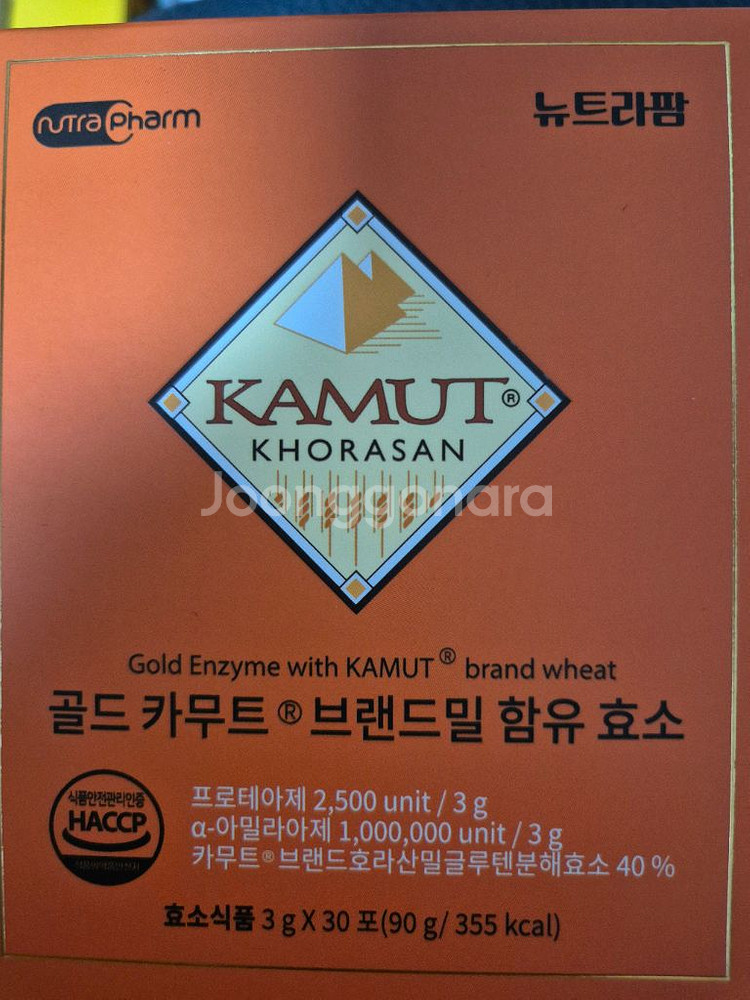 nutra Pharm 뉴트라팜
KAMUT®
KHORASAN
Joonggonara
Gold Enzyme with KAMUT® brand wheat
골드 카무트® 브랜드밀 함유 효소
식품안전관리인증
HACCP
프로테아제 2,500 unit / 3 g
α-아밀라아제 1,000,000 unit / 3 g
카무트® 브랜드호라산밀글루텐분해효소 40 %
효소식품 3 g X 30 포(90 g/ 355 kcal)